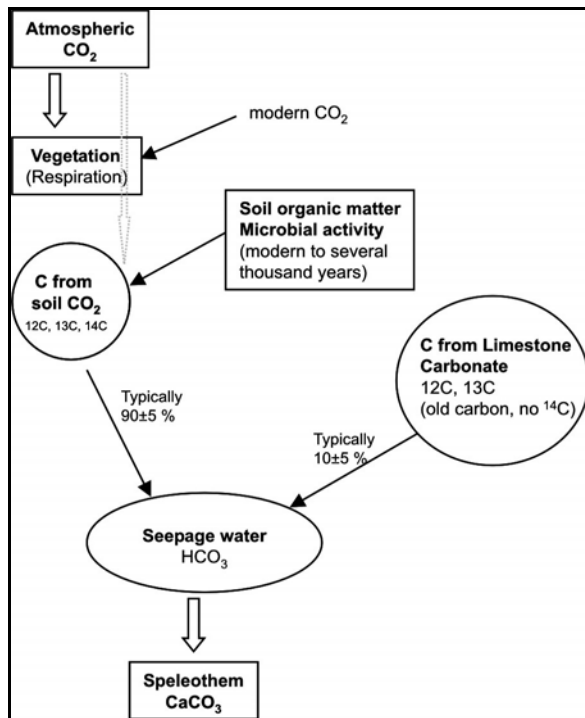 Atmospheric
CO₂
modern CO₂
Vegetation
(Respiration)
Soil organic matter
Microbial activity
(modern to several
thousand years)
C from
soil CO₂
12C, 13C, 14C
C from Limestone
Carbonate
12C, 13C
(old carbon, no ¹⁴C)
Typically
90±5 %
Typically
10±5 %
Seepage water
HCO₃
Speleothem
CaCO₃